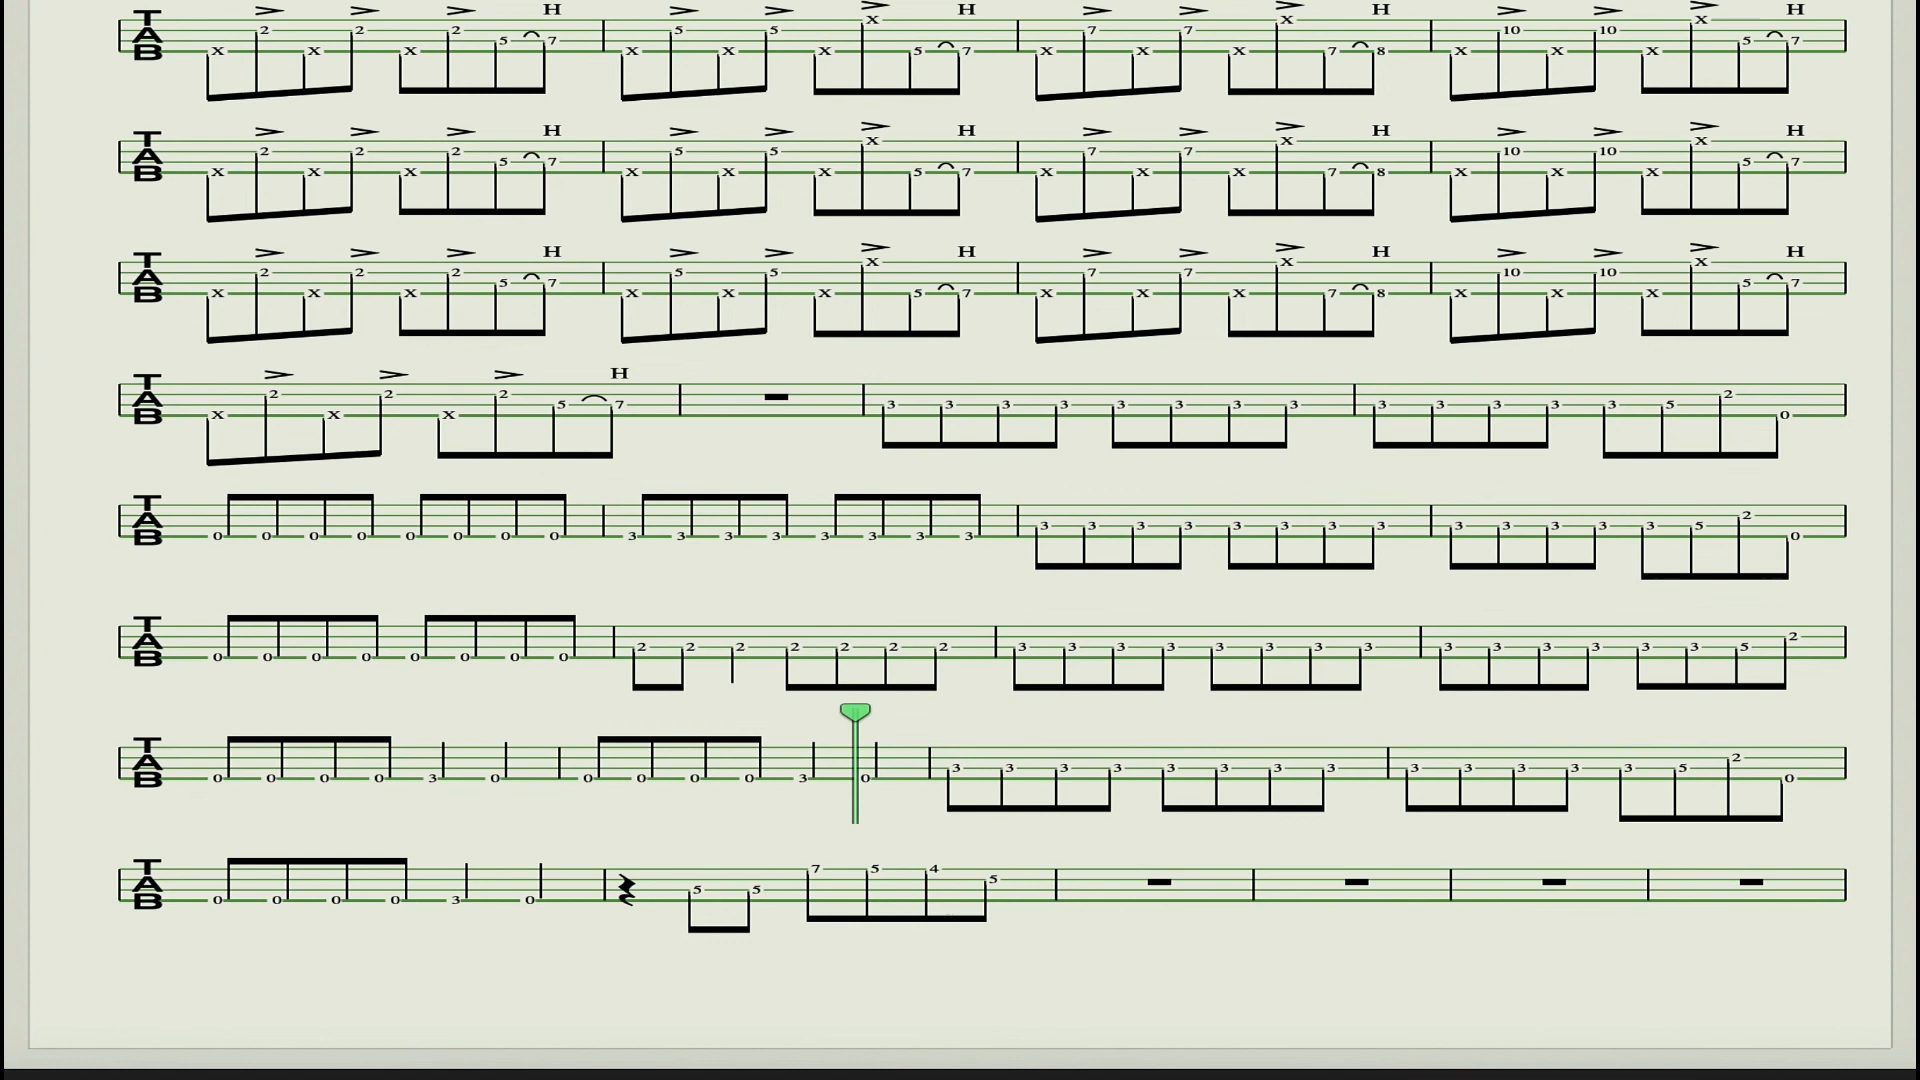 H H H H
TAB x 2 x 2 x 2 5 7 x 5 x 5 x x 5 7 x 7 x 7 x x 7 8 x 10 x 10 x x 5 7
H H H H
TAB x 2 x 2 x 2 5 7 x 5 x 5 x x 5 7 x 7 x 7 x x 7 8 x 10 x 10 x x 5 7
H H H H
TAB x 2 x 2 x 2 5 7 x 5 x 5 x x 5 7 x 7 x 7 x x 7 8 x 10 x 10 x x 5 7
H
TAB x 2 x 2 x 2 5 7 3 3 3 3 3 3 3 3 3 3 3 3 3 5 2 0
TAB 0 0 0 0 0 0 0 0 3 3 3 3 3 3 3 3 3 3 3 3 3 3 3 3 3 3 3 3 3 5 2 0
TAB 0 0 0 0 0 0 0 0 2 2 2 2 2 2 2 3 3 3 3 3 3 3 3 3 3 3 3 3 3 5 2
TAB 0 0 0 0 3 0 0 0 0 0 3 0 3 3 3 3 3 3 3 3 3 3 3 3 3 5 2 0
TAB 0 0 0 0 3 0 5 5 7 5 4 5